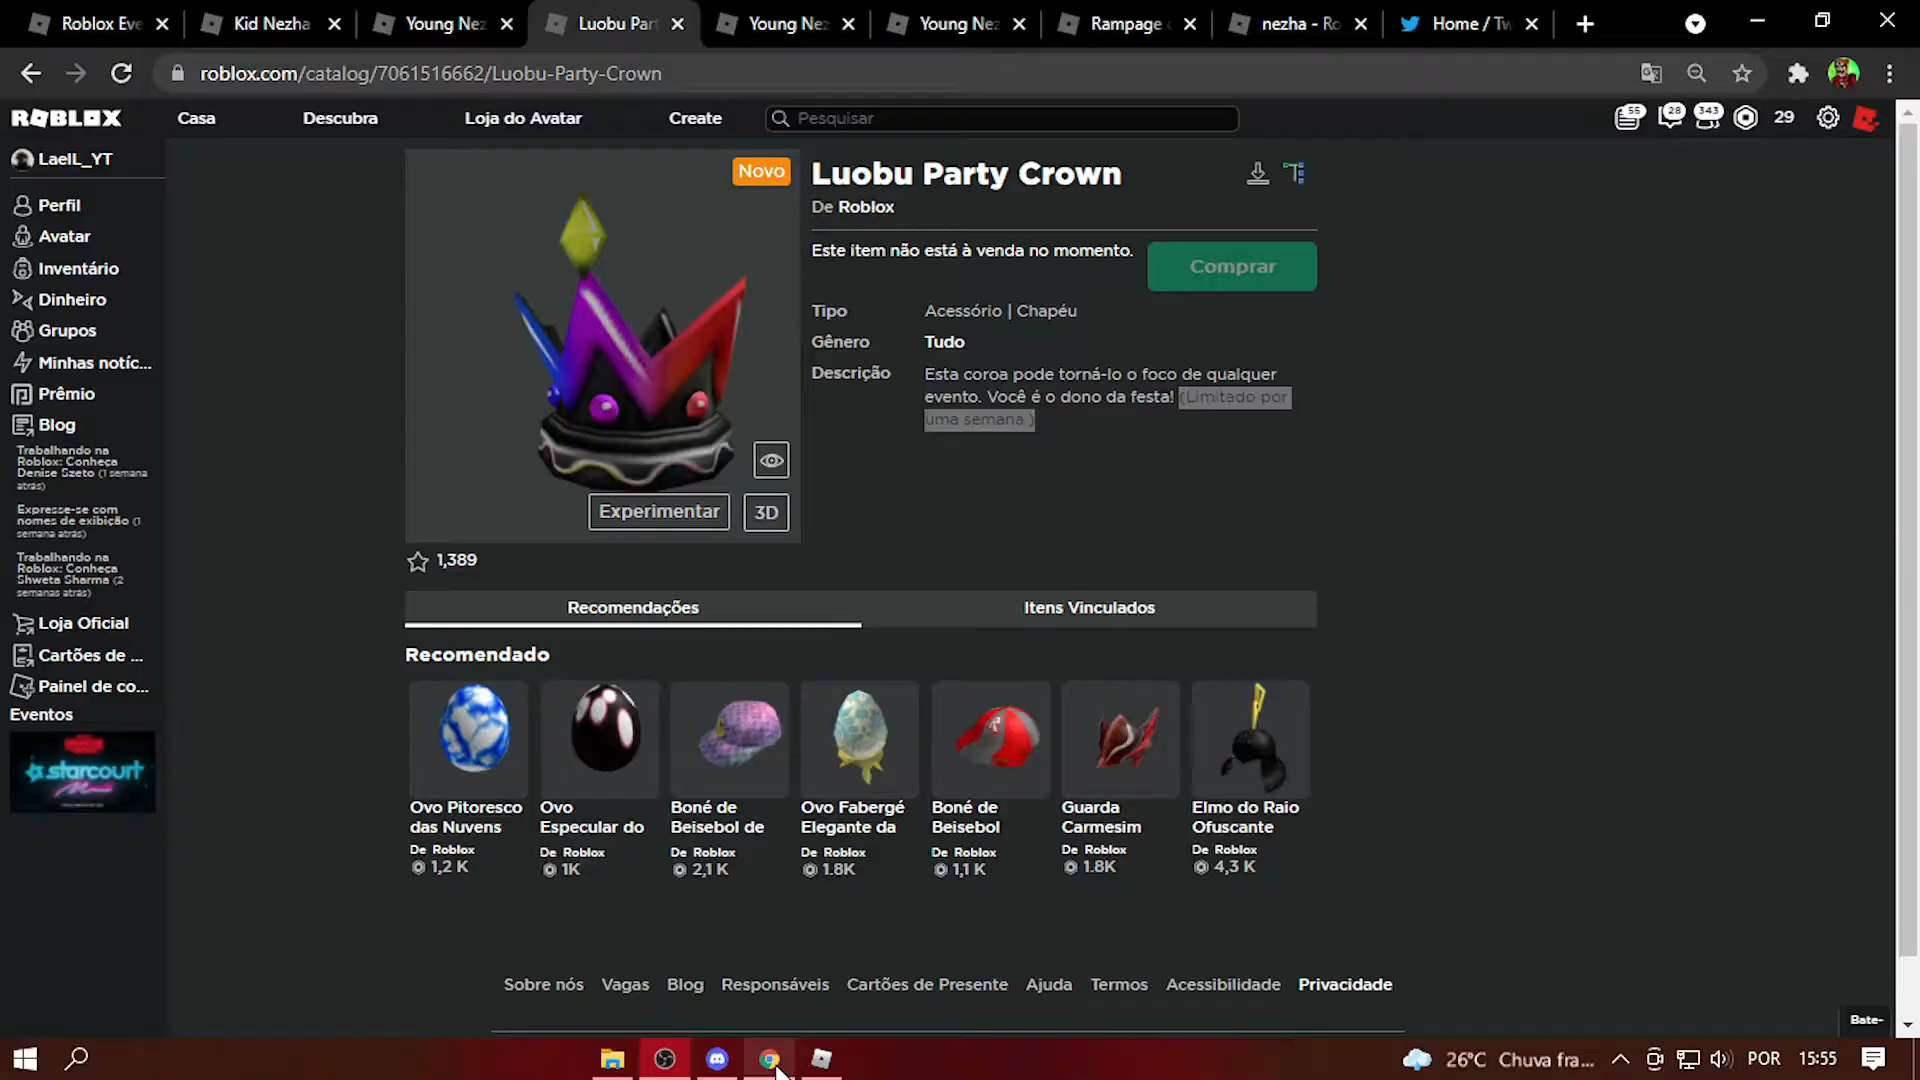 Roblox Eve
Kid Nezha
Young Nez
Luobu Par
Young Nez
Young Nez
Rampage
nezha - Ro
Home / Tw
roblox.com/catalog/7061516662/Luobu-Party-Crown
ROBLOX
Casa
Descubra
Loja do Avatar
Create
Pesquisar
55
28
343
29
LaelL_YT
Perfil
Avatar
Inventário
Dinheiro
Grupos
Minhas notíc...
Prêmio
Blog
Trabalhando na
Roblox: Conheça
Denise Szeto (1 semana
atrás)
Expresse-se com
nomes de exibição (1
semana atrás)
Trabalhando na
Roblox: Conheça
Shweta Sharma (2
semanas atrás)
Loja Oficial
Cartões de ...
Painel de co...
Eventos
starcourt
Novo
Experimentar
3D
1,389
Luobu Party Crown
De Roblox
Este item não está à venda no momento.
Comprar
Tipo
Acessório | Chapéu
Gênero
Tudo
Descrição
Esta coroa pode torná-lo o foco de qualquer
evento. Você é o dono da festa! (Limitado por
uma semana )
Recomendações
Itens Vinculados
Recomendado
Ovo Pitoresco
das Nuvens
De Roblox
1,2 K
Ovo
Especular do
De Roblox
1K
Boné de
Beisebol de
De Roblox
2,1 K
Ovo Fabergé
Elegante da
De Roblox
1.8K
Boné de
Beisebol
De Roblox
1,1 K
Guarda
Carmesim
De Roblox
1.8K
Elmo do Raio
Ofuscante
De Roblox
4,3 K
Sobre nós
Vagas
Blog
Responsáveis
Cartões de Presente
Ajuda
Termos
Acessibilidade
Privacidade
Bate-
26°C Chuva fra...
POR
15:55